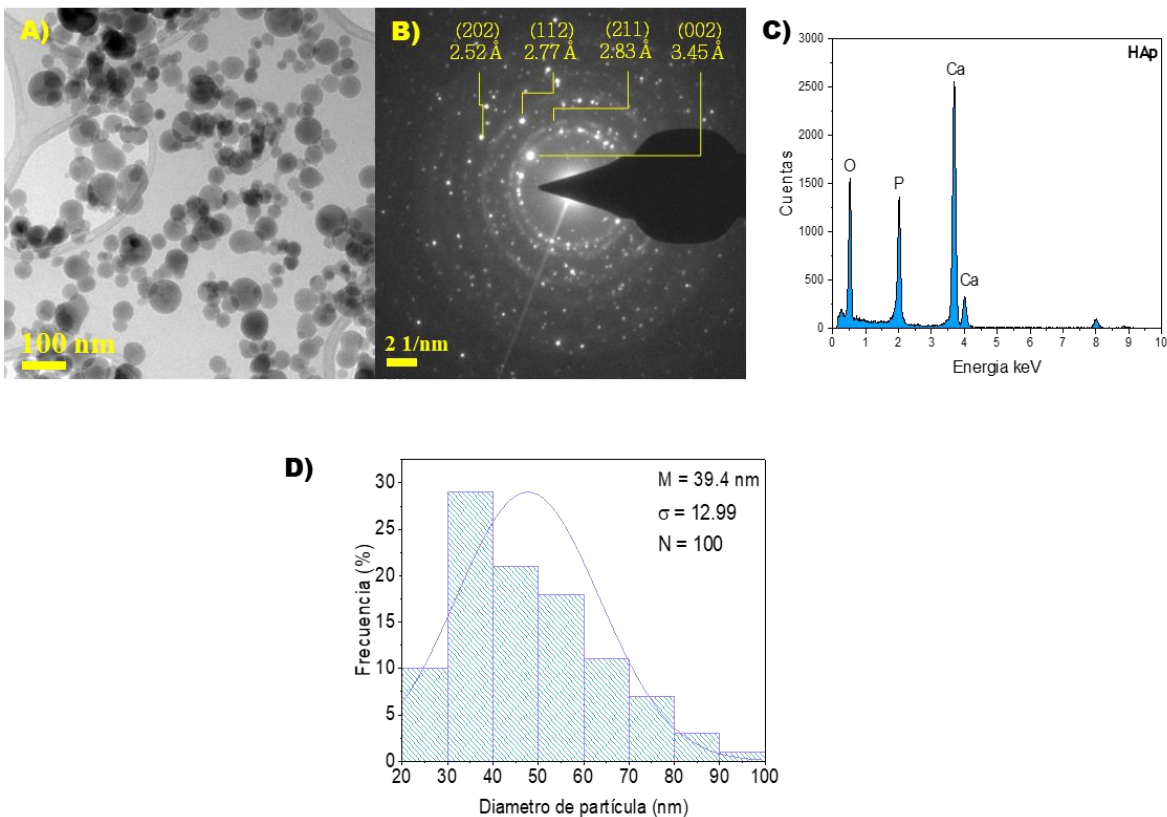 A)
100 nm
B)
(202) (112) (211) (002)
2.52 Å 2.77 Å 2.83 Å 3.45 Å
2 1/nm
C)
HAp
3000
2500
2000
1500
1000
500
0
Cuentas
O
P
Ca
Ca
0 1 2 3 4 5 6 7 8 9 10
Energia keV
D)
M = 39.4 nm
σ = 12.99
N = 100
30
25
20
15
10
5
0
Frecuencia (%)
20 30 40 50 60 70 80 90 100
Diametro de partícula (nm)